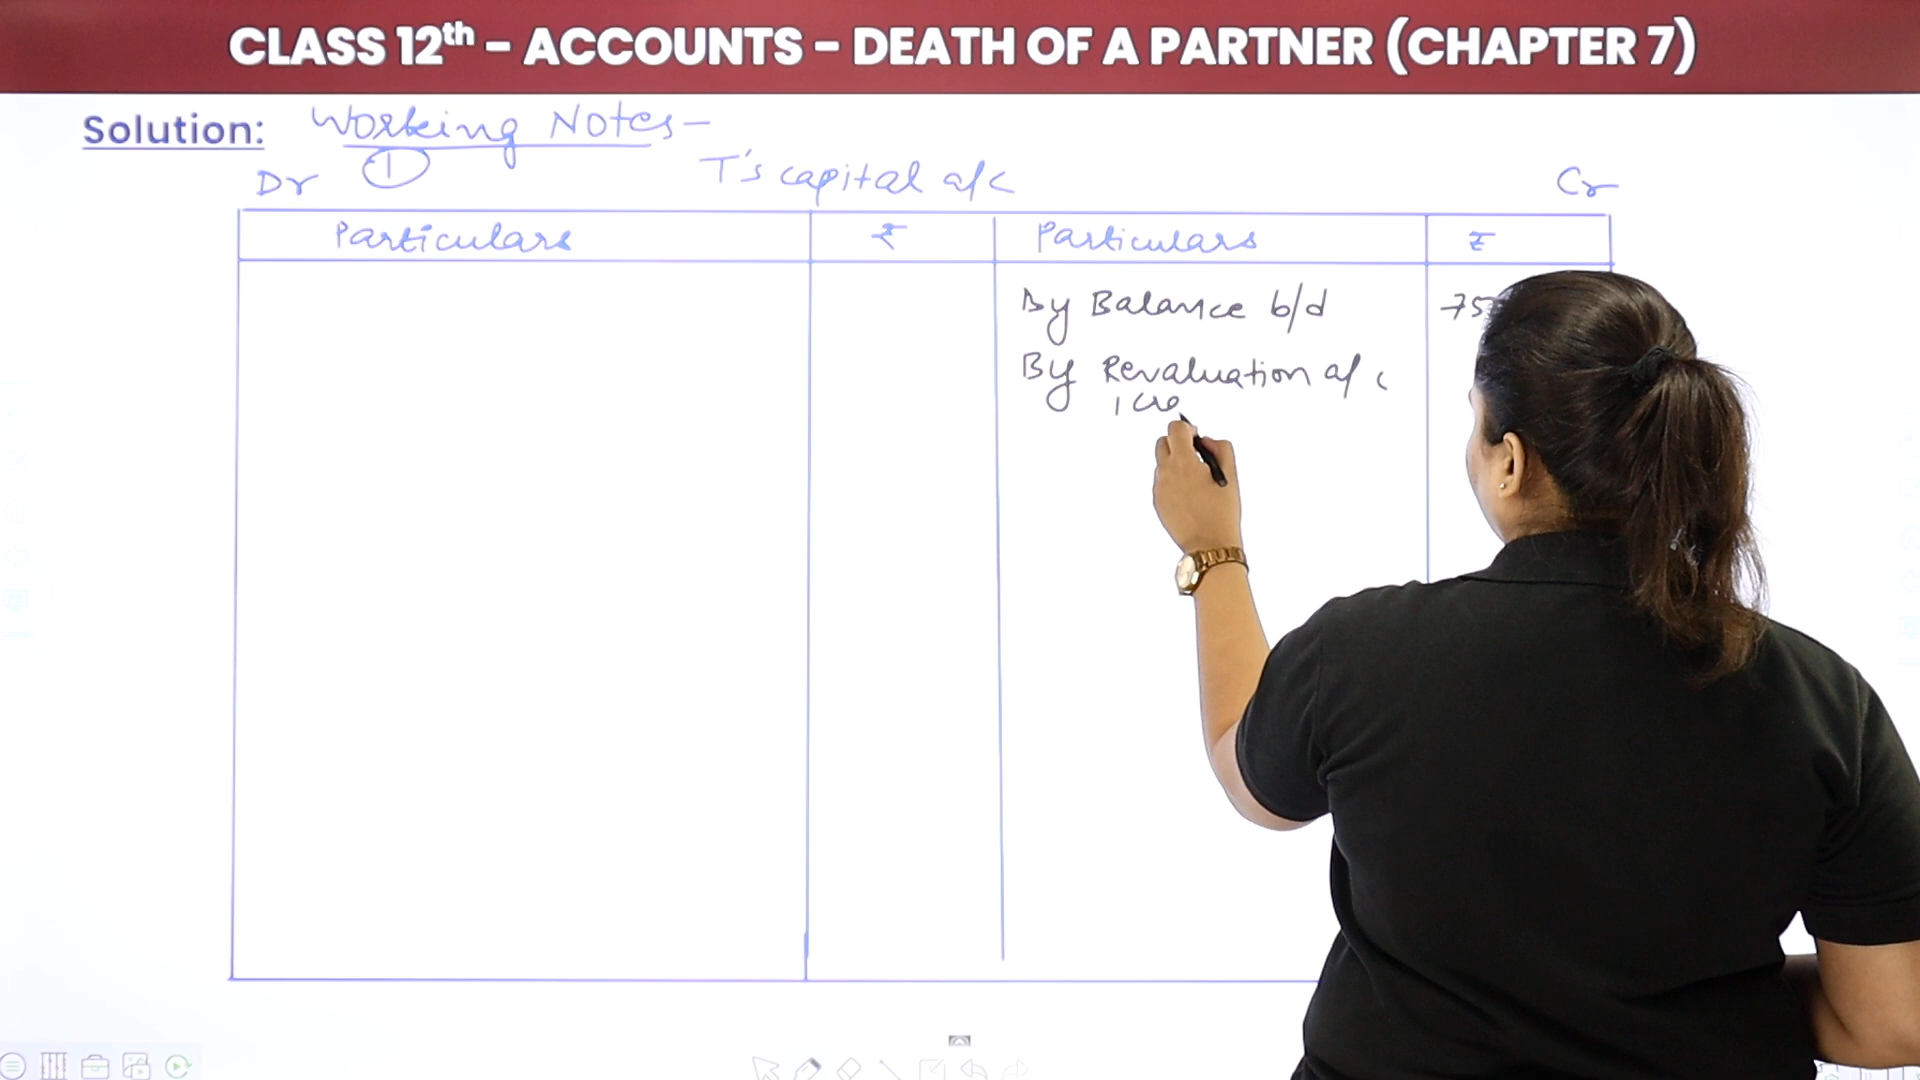 CLASS 12th - ACCOUNTS - DEATH OF A PARTNER (CHAPTER 7)
Solution: Working Notes-
Dr ① T's capital a/c Cr
Particulars ₹ Particulars ₹
By Balance b/d 75
By Revaluation a/c